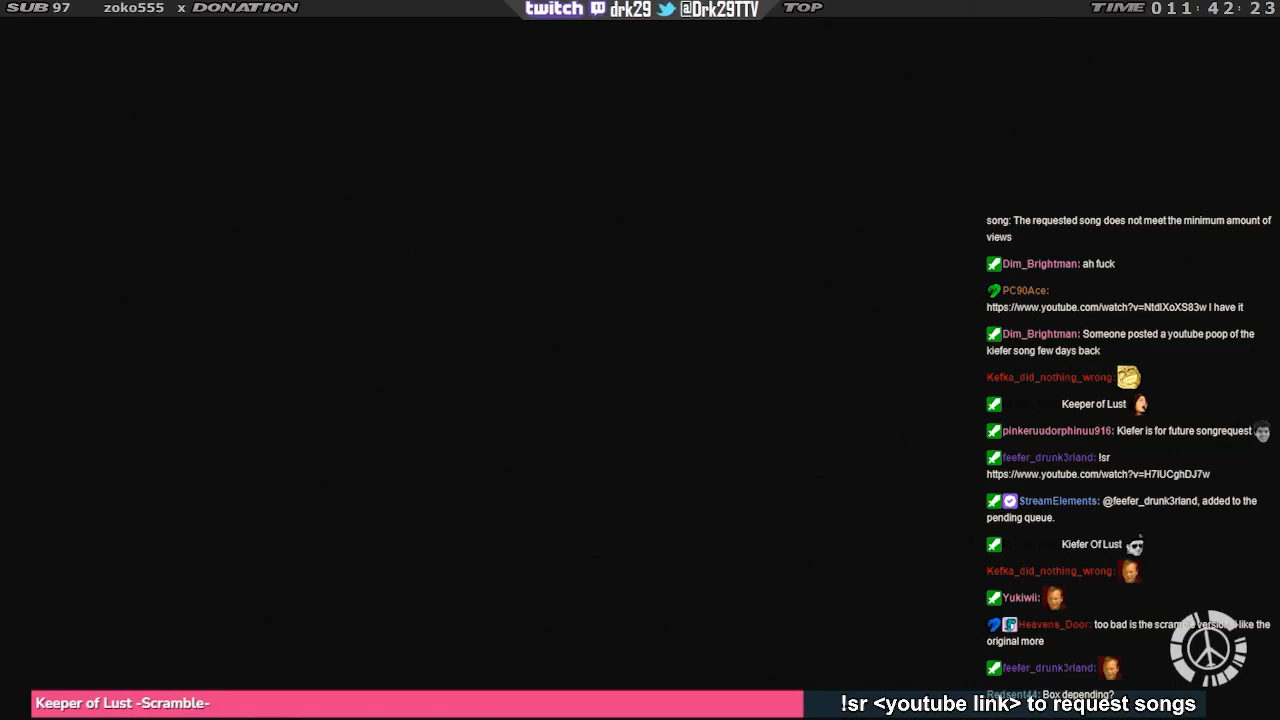 SUB 97 zoko555 x DONATION twitch drk29 @Drk29TTV TOP TIME 011:42:23
song: The requested song does not meet the minimum amount of
views
Dim_Brightman: ah fuck
PC90Ace:
https://www.youtube.com/watch?v=NtdIXoXS83w I have it
Dim_Brightman: Someone posted a youtube poop of the
kiefer song few days back
Kefka_did_nothing_wrong:
Keeper of Lust
pinkeruudorphinuu916: Kiefer is for future songrequest
feefer_drunk3rland: !sr
https://www.youtube.com/watch?v=H7IUCghDJ7w
StreamElements: @feefer_drunk3rland, added to the
pending queue.
Kiefer Of Lust
Kefka_did_nothing_wrong:
Yukiwii:
Heavens_Door: too bad is the scramble version i like the
original more
feefer_drunk3rland:
Redsent44: Box depending?
Keeper of Lust -Scramble-
!sr <youtube link> to request songs